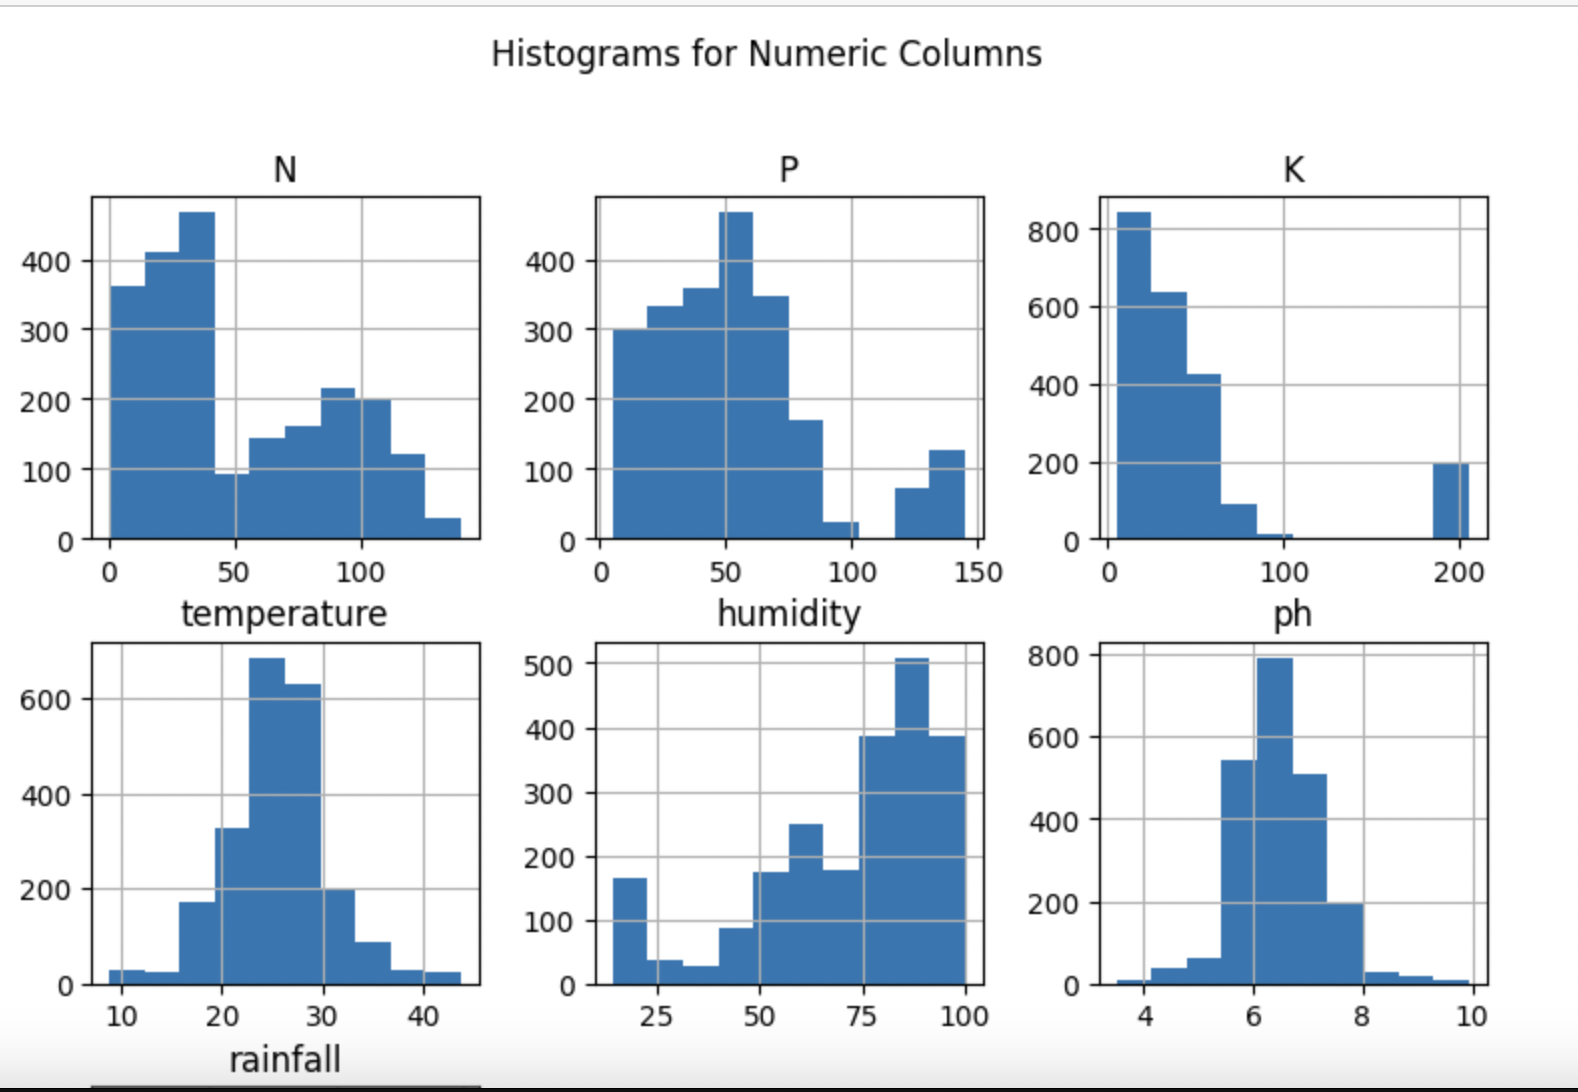 Histograms for Numeric Columns
N P K
400 400 800
300 300 600
200 200 400
100 100 200
0 0 0
0 50 100 0 50 100 150 0 100 200
temperature humidity ph
600 500 800
400 400 600
200 300 400
0 200 200
100 0
0
10 20 30 40 25 50 75 100 4 6 8 10
rainfall